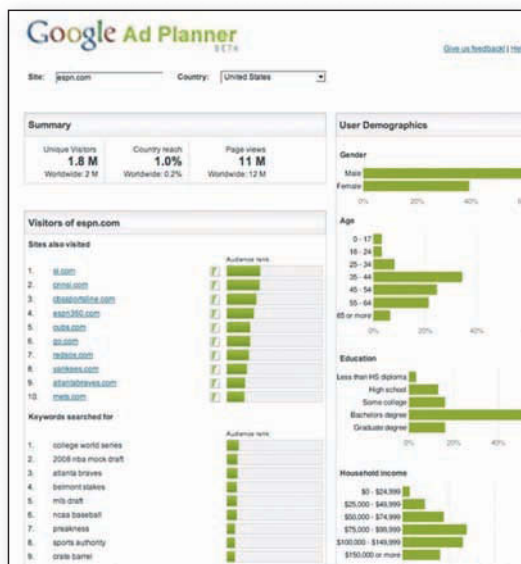 Google Ad Planner
BETA
Give us feedback! |
Site: espn.com Country: United States
Summary
Unique Visitors Country reach Page views
1.8 M 1.0% 11 M
Worldwide: 2 M Worldwide: 0.2% Worldwide: 12 M
Visitors of espn.com
Sites also visited
Audience rank
1. si.com
2. cnnsi.com
3. cbssportsline.com
4. espn360.com
5. cubs.com
6. go.com
7. redsox.com
8. yankees.com
9. atlantabraves.com
10. mets.com
Keywords searched for
Audience rank
1. college world series
2. 2008 nba mock draft
3. atlanta braves
4. belmont stakes
5. mlb draft
6. ncaa baseball
7. preakness
8. sports authority
9. crate barrel
User Demographics
Gender
Male
Female
0% 20% 40%
Age
0 - 17
18 - 24
25 - 34
35 - 44
45 - 54
55 - 64
65 or more
0% 20% 40%
Education
Less than HS diploma
High school
Some college
Bachelors degree
Graduate degree
0% 20% 40%
Household Income
$0 - $24,999
$25,000 - $49,999
$50,000 - $74,999
$75,000 - $99,999
$100,000 - $149,999
$150,000 or more